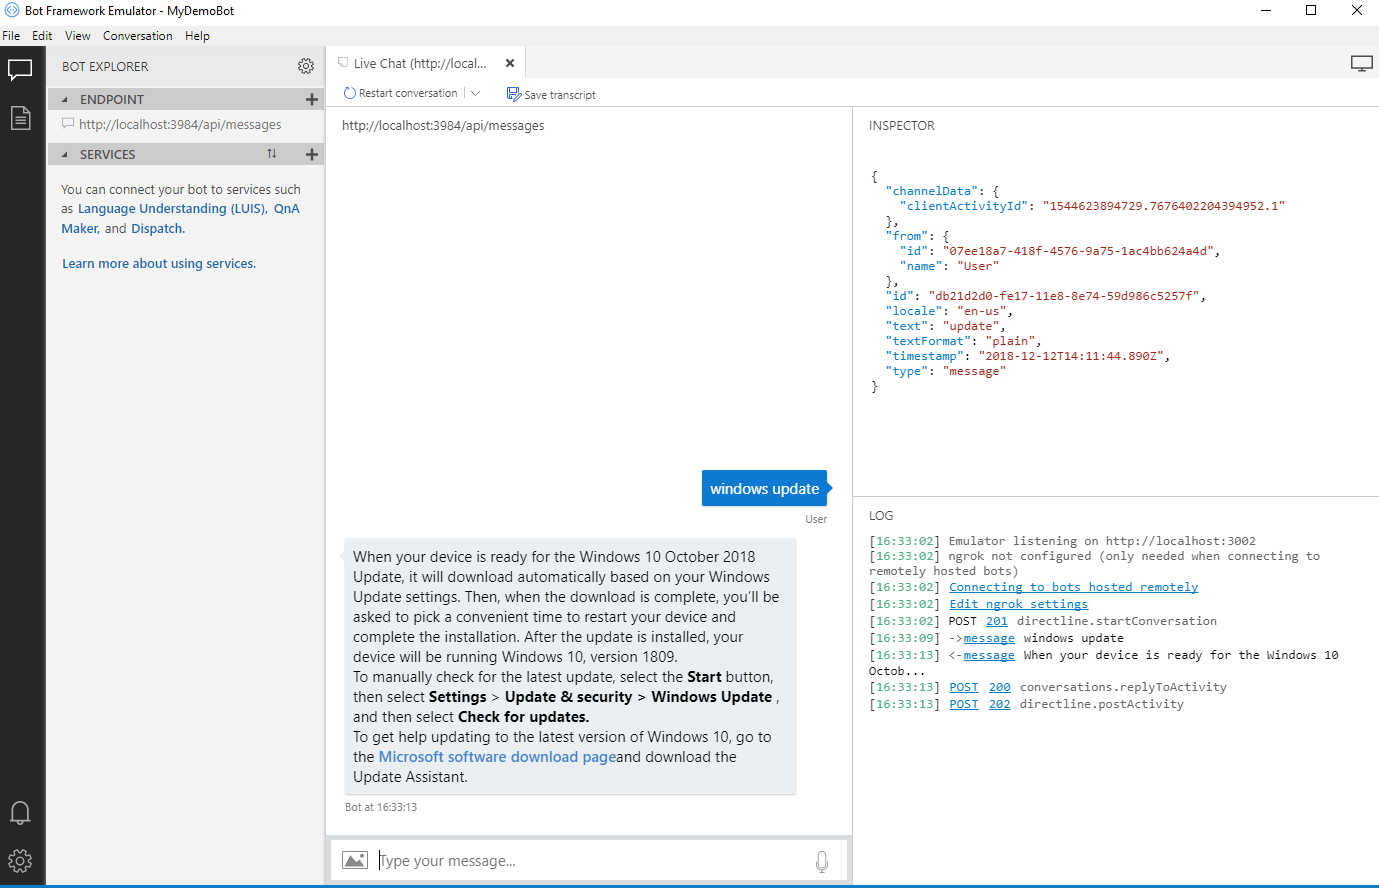 Bot Framework Emulator - MyDemoBot
File Edit View Conversation Help
BOT EXPLORER
ENDPOINT
http://localhost:3984/api/messages
SERVICES
You can connect your bot to services such
as Language Understanding (LUIS), QnA
Maker, and Dispatch.
Learn more about using services.
Live Chat (http://local...
Restart conversation
Save transcript
http://localhost:3984/api/messages
windows update
User
When your device is ready for the Windows 10 October 2018
Update, it will download automatically based on your Windows
Update settings. Then, when the download is complete, you'll be
asked to pick a convenient time to restart your device and
complete the installation. After the update is installed, your
device will be running Windows 10, version 1809.
To manually check for the latest update, select the Start button,
then select Settings > Update & security > Windows Update ,
and then select Check for updates.
To get help updating to the latest version of Windows 10, go to
the Microsoft software download pageand download the
Update Assistant.
Bot at 16:33:13
Type your message...
INSPECTOR
{
"channelData": {
"clientActivityId": "1544623894729.7676402204394952.1"
},
"from": {
"id": "07ee18a7-418f-4576-9a75-1ac4bb624a4d",
"name": "User"
},
"id": "db21d2d0-fe17-11e8-8e74-59d986c5257f",
"locale": "en-us",
"text": "update",
"textFormat": "plain",
"timestamp": "2018-12-12T14:11:44.890Z",
"type": "message"
}
LOG
[16:33:02] Emulator listening on http://localhost:3002
[16:33:02] ngrok not configured (only needed when connecting to
remotely hosted bots)
[16:33:02] Connecting to bots hosted remotely
[16:33:02] Edit ngrok settings
[16:33:02] POST 201 directline.startConversation
[16:33:09] ->message windows update
[16:33:13] <-message When your device is ready for the Windows 10
Octob...
[16:33:13] POST 200 conversations.replyToActivity
[16:33:13] POST 202 directline.postActivity